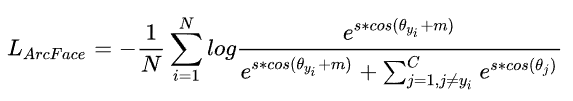 L_{ArcFace} = -\frac{1}{N} \sum_{i=1}^{N} log \frac{e^{s*cos(\theta_{y_i}+m)}}{e^{s*cos(\theta_{y_i}+m)} + \sum_{j=1,j\neq y_i}^{C} e^{s*cos(\theta_j)}}